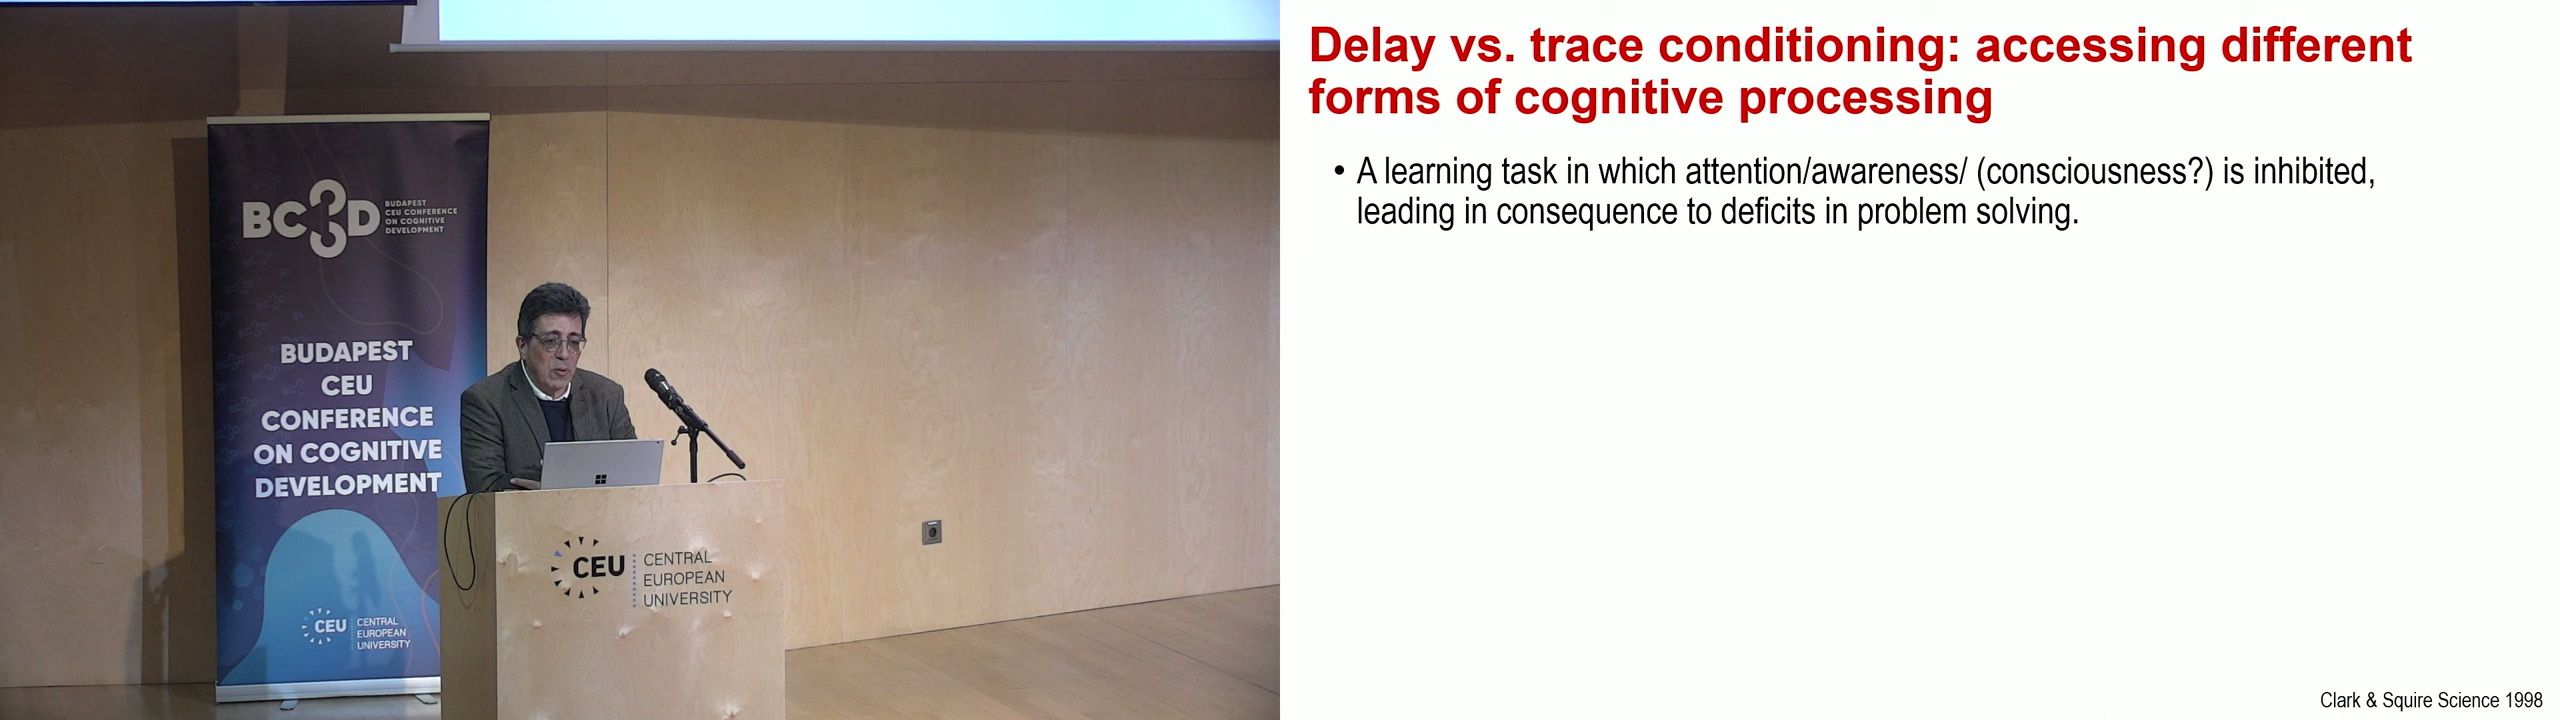 BC3D
BUDAPEST
CEU CONFERENCE
ON COGNITIVE
DEVELOPMENT
BUDAPEST
CEU
CONFERENCE
ON COGNITIVE
DEVELOPMENT
CEU
CENTRAL
EUROPEAN
UNIVERSITY
CEU
CENTRAL
EUROPEAN
UNIVERSITY
Delay vs. trace conditioning: accessing different
forms of cognitive processing
• A learning task in which attention/awareness/ (consciousness?) is inhibited,
leading in consequence to deficits in problem solving.
Clark & Squire Science 1998